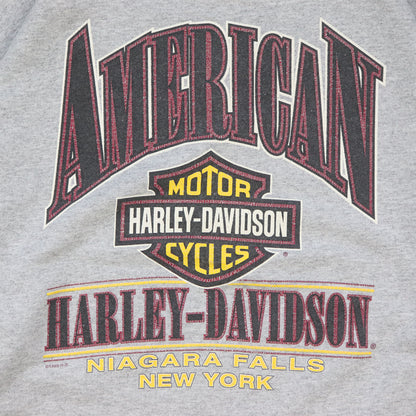 AMERICAN
MOTOR
HARLEY-DAVIDSON
CYCLES
®
HARLEY-DAVIDSON®
NIAGARA FALLS
NEW YORK